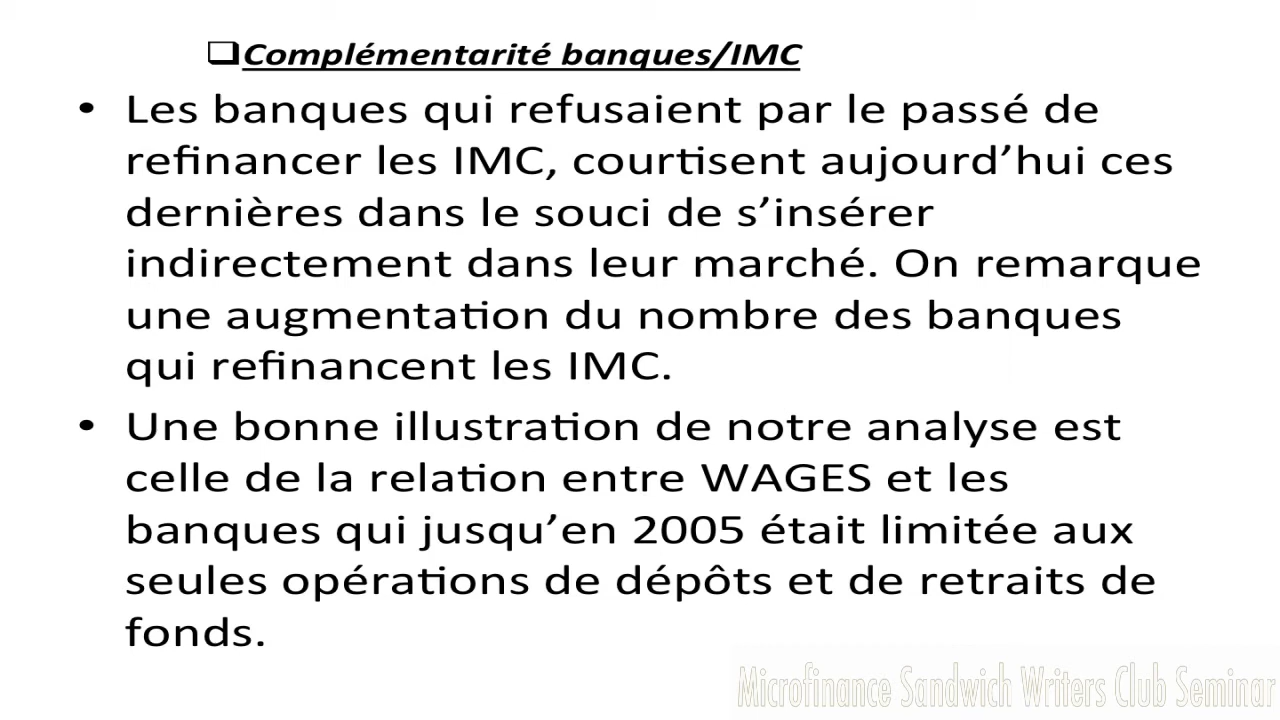 ❑Complémentarité banques/IMC
• Les banques qui refusaient par le passé de
refinancer les IMC, courtisent aujourd’hui ces
dernières dans le souci de s’insérer
indirectement dans leur marché. On remarque
une augmentation du nombre des banques
qui refinancent les IMC.
• Une bonne illustration de notre analyse est
celle de la relation entre WAGES et les
banques qui jusqu’en 2005 était limitée aux
seules opérations de dépôts et de retraits de
fonds.
Microfinance Sandwich Writers Club Seminar